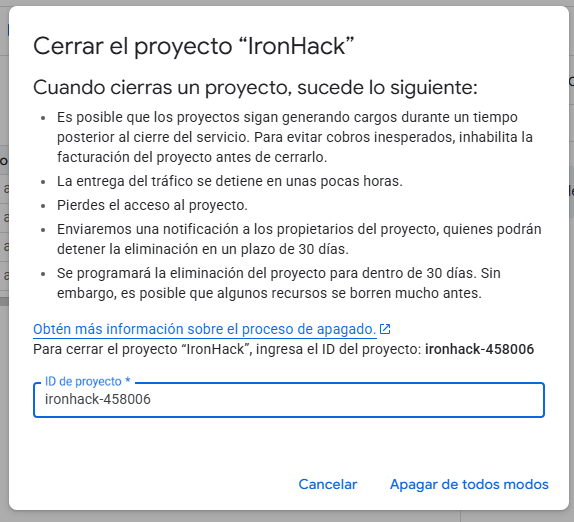 Cerrar el proyecto “IronHack”
Cuando cierras un proyecto, sucede lo siguiente:
• Es posible que los proyectos sigan generando cargos durante un tiempo
posterior al cierre del servicio. Para evitar cobros inesperados, inhabilita la
facturación del proyecto antes de cerrarlo.
• La entrega del tráfico se detiene en unas pocas horas.
• Pierdes el acceso al proyecto.
• Enviaremos una notificación a los propietarios del proyecto, quienes podrán
detener la eliminación en un plazo de 30 días.
• Se programará la eliminación del proyecto para dentro de 30 días. Sin
embargo, es posible que algunos recursos se borren mucho antes.
Obtén más información sobre el proceso de apagado.
Para cerrar el proyecto “IronHack”, ingresa el ID del proyecto: ironhack-458006
ID de proyecto *
ironhack-458006
Cancelar Apagar de todos modos